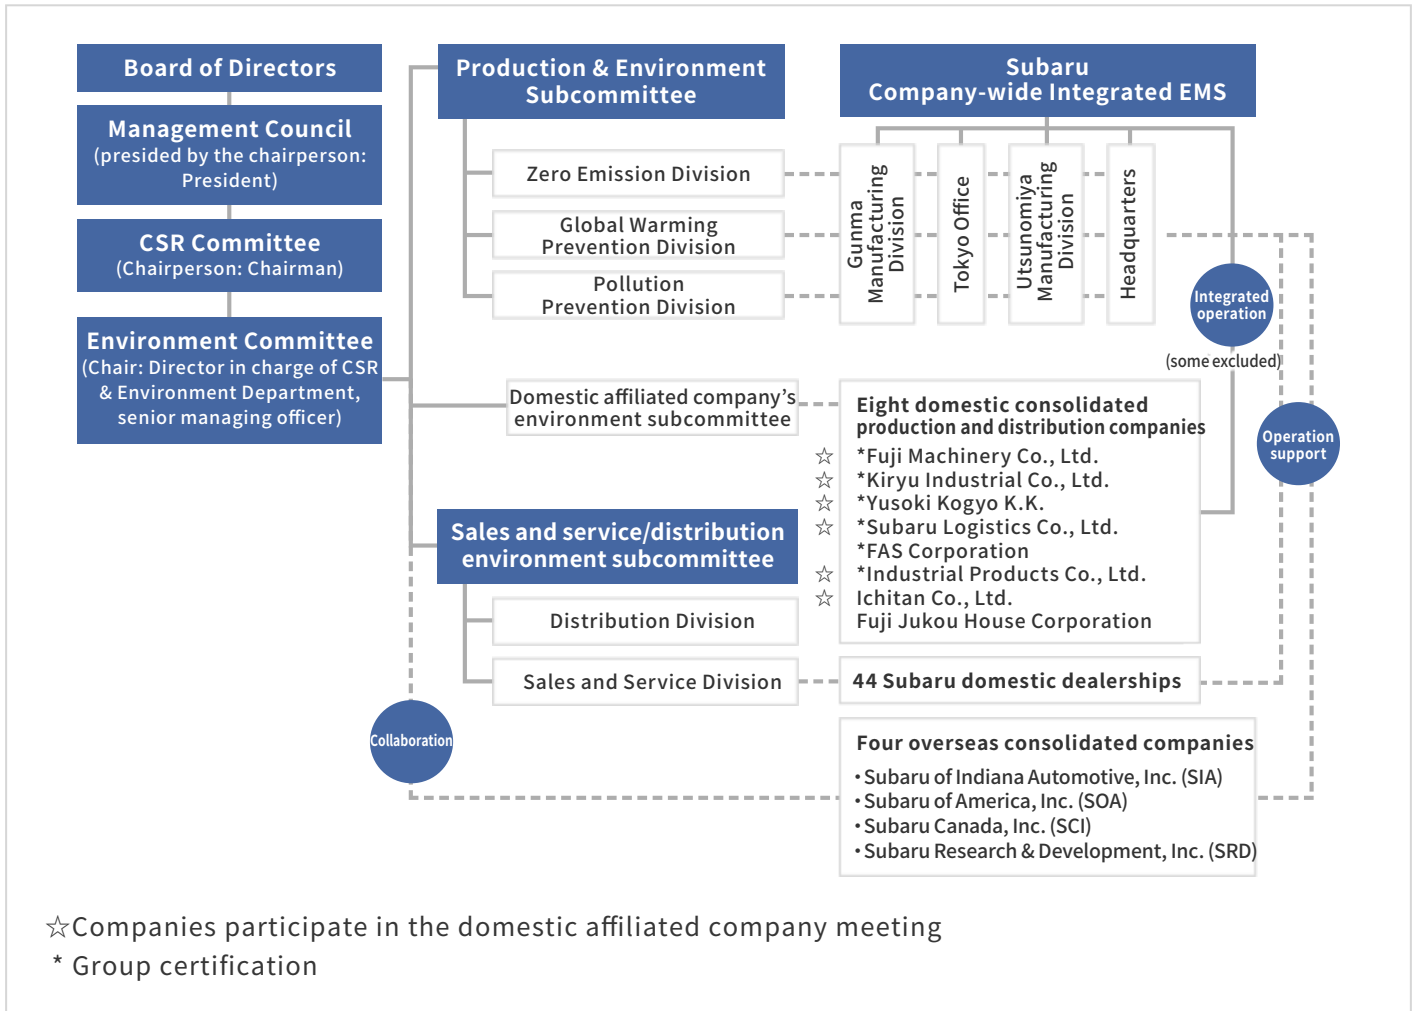 Board of Directors
Management Council
(presided by the chairperson:
President)
CSR Committee
(Chairperson: Chairman)
Environment Committee
(Chair: Director in charge of CSR
& Environment Department,
senior managing officer)
Production & Environment
Subcommittee
Zero Emission Division
Global Warming
Prevention Division
Pollution
Prevention Division
Subaru
Company-wide Integrated EMS
Gunma
Manufacturing
Division
Tokyo Office
Utsunomiya
Manufacturing
Division
Headquarters
Integrated
operation
(some excluded)
Operation
support
Domestic affiliated company’s
environment subcommittee
Eight domestic consolidated
production and distribution companies
☆ *Fuji Machinery Co., Ltd.
☆ *Kiryu Industrial Co., Ltd.
☆ *Yusoki Kogyo K.K.
☆ *Subaru Logistics Co., Ltd.
*FAS Corporation
☆ *Industrial Products Co., Ltd.
☆ Ichitan Co., Ltd.
Fuji Jukou House Corporation
Sales and service/distribution
environment subcommittee
Distribution Division
Sales and Service Division
44 Subaru domestic dealerships
Collaboration
Four overseas consolidated companies
・Subaru of Indiana Automotive, Inc. (SIA)
・Subaru of America, Inc. (SOA)
・Subaru Canada, Inc. (SCI)
・Subaru Research & Development, Inc. (SRD)
☆Companies participate in the domestic affiliated company meeting
* Group certification